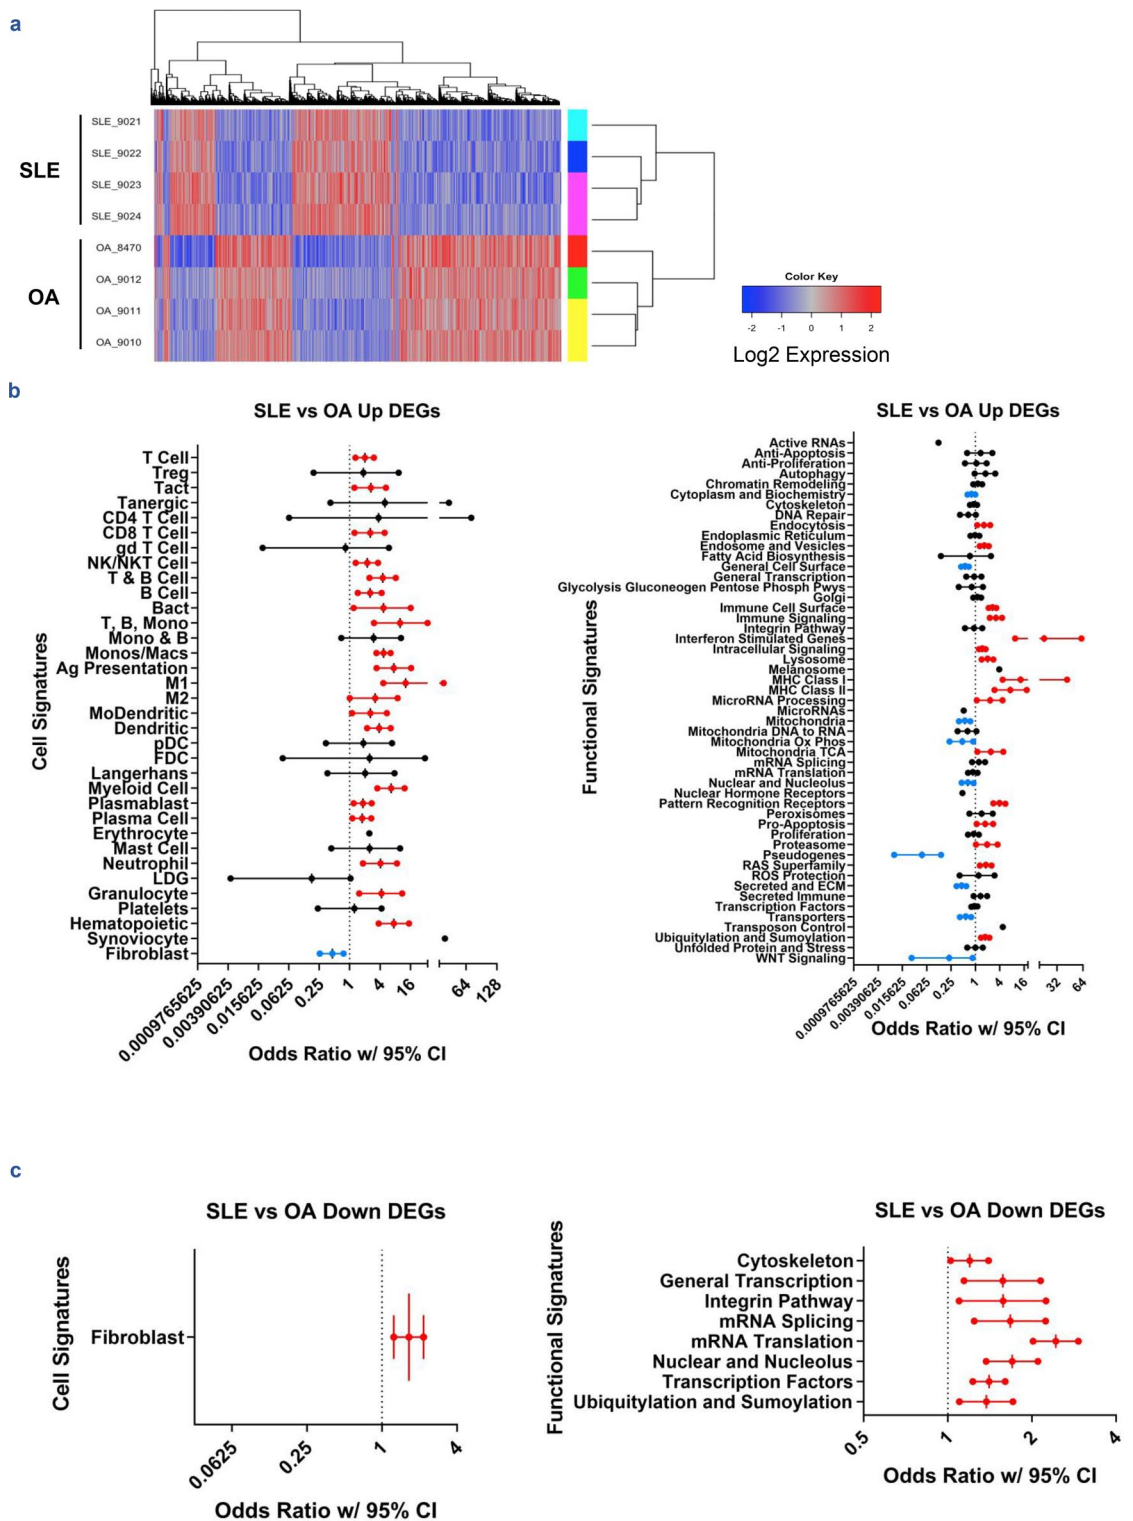 a
SLE
SLE_9021
SLE_9022
SLE_9023
SLE_9024
OA
OA_8470
OA_9012
OA_9011
OA_9010
Color Key
-2 -1 0 1 2
Log2 Expression
b
SLE vs OA Up DEGs
Cell Signatures
T Cell
Treg
Tact
Tanergic
CD4 T Cell
CD8 T Cell
gd T Cell
NK/NKT Cell
T & B Cell
B Cell
Bact
T, B, Mono
Mono & B
Monos/Macs
Ag Presentation
M1
M2
MoDendritic
Dendritic
pDC
FDC
Langerhans
Myeloid Cell
Plasmablast
Plasma Cell
Erythrocyte
Mast Cell
Neutrophil
LDG
Granulocyte
Platelets
Hematopoietic
Synoviocyte
Fibroblast
0.0009765625 0.00390625 0.015625 0.0625 0.25 1 4 16 64 128
Odds Ratio w/ 95% CI
SLE vs OA Up DEGs
Functional Signatures
Active RNAs
Anti-Apoptosis
Anti-Proliferation
Autophagy
Chromatin Remodeling
Cytoplasm and Biochemistry
Cytoskeleton
DNA Repair
Endocytosis
Endoplasmic Reticulum
Endosome and Vesicles
Fatty Acid Biosynthesis
General Cell Surface
General Transcription
Glycolysis Gluconeogen Pentose Phosph Pwys
Golgi
Immune Cell Surface
Immune Signaling
Integrin Pathway
Interferon Stimulated Genes
Intracellular Signaling
Lysosome
Melanosome
MHC Class I
MHC Class II
MicroRNA Processing
MicroRNAs
Mitochondria
Mitochondria DNA to RNA
Mitochondria Ox Phos
Mitochondria TCA
mRNA Splicing
mRNA Translation
Nuclear and Nucleolus
Nuclear Hormone Receptors
Pattern Recognition Receptors
Peroxisomes
Pro-Apoptosis
Proliferation
Proteasome
Pseudogenes
RAS Superfamily
ROS Protection
Secreted and ECM
Secreted Immune
Transcription Factors
Transporters
Transposon Control
Ubiquitylation and Sumoylation
Unfolded Protein and Stress
WNT Signaling
0.0009765625 0.00390625 0.015625 0.0625 0.25 1 4 16 32 64
Odds Ratio w/ 95% CI
c
SLE vs OA Down DEGs
Cell Signatures
Fibroblast
0.0625 0.25 1 4
Odds Ratio w/ 95% CI
SLE vs OA Down DEGs
Functional Signatures
Cytoskeleton
General Transcription
Integrin Pathway
mRNA Splicing
mRNA Translation
Nuclear and Nucleolus
Transcription Factors
Ubiquitylation and Sumoylation
0.5 1 2 4
Odds Ratio w/ 95% CI